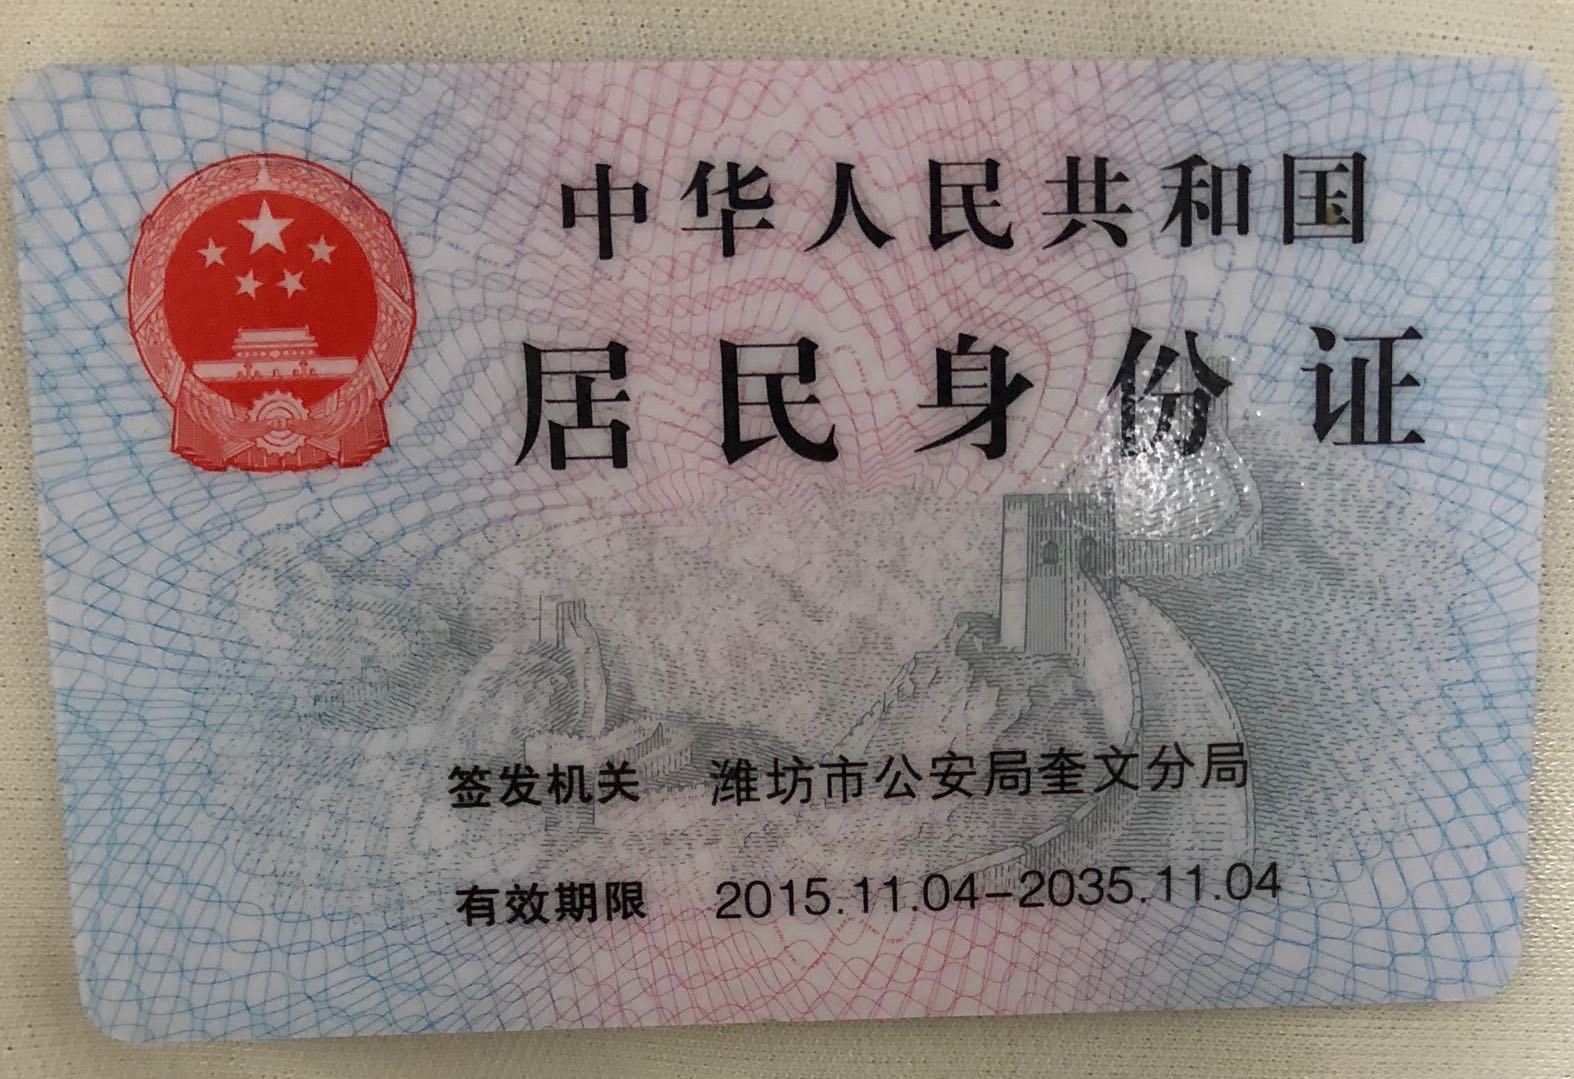 中华人民共和国
居民身份证
签发机关 潍坊市公安局奎文分局
有效期限 2015.11.04-2035.11.04